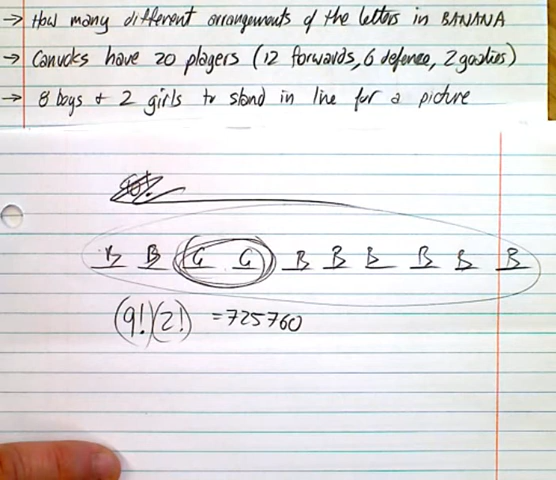 → How many different arrangements of the letters in BANANA
→ Canucks have 20 players (12 forwards, 6 defence, 2 goalies)
→ 8 boys + 2 girls to stand in line for a picture
B B G G B B B B B B
(9!)(2!) = 725760